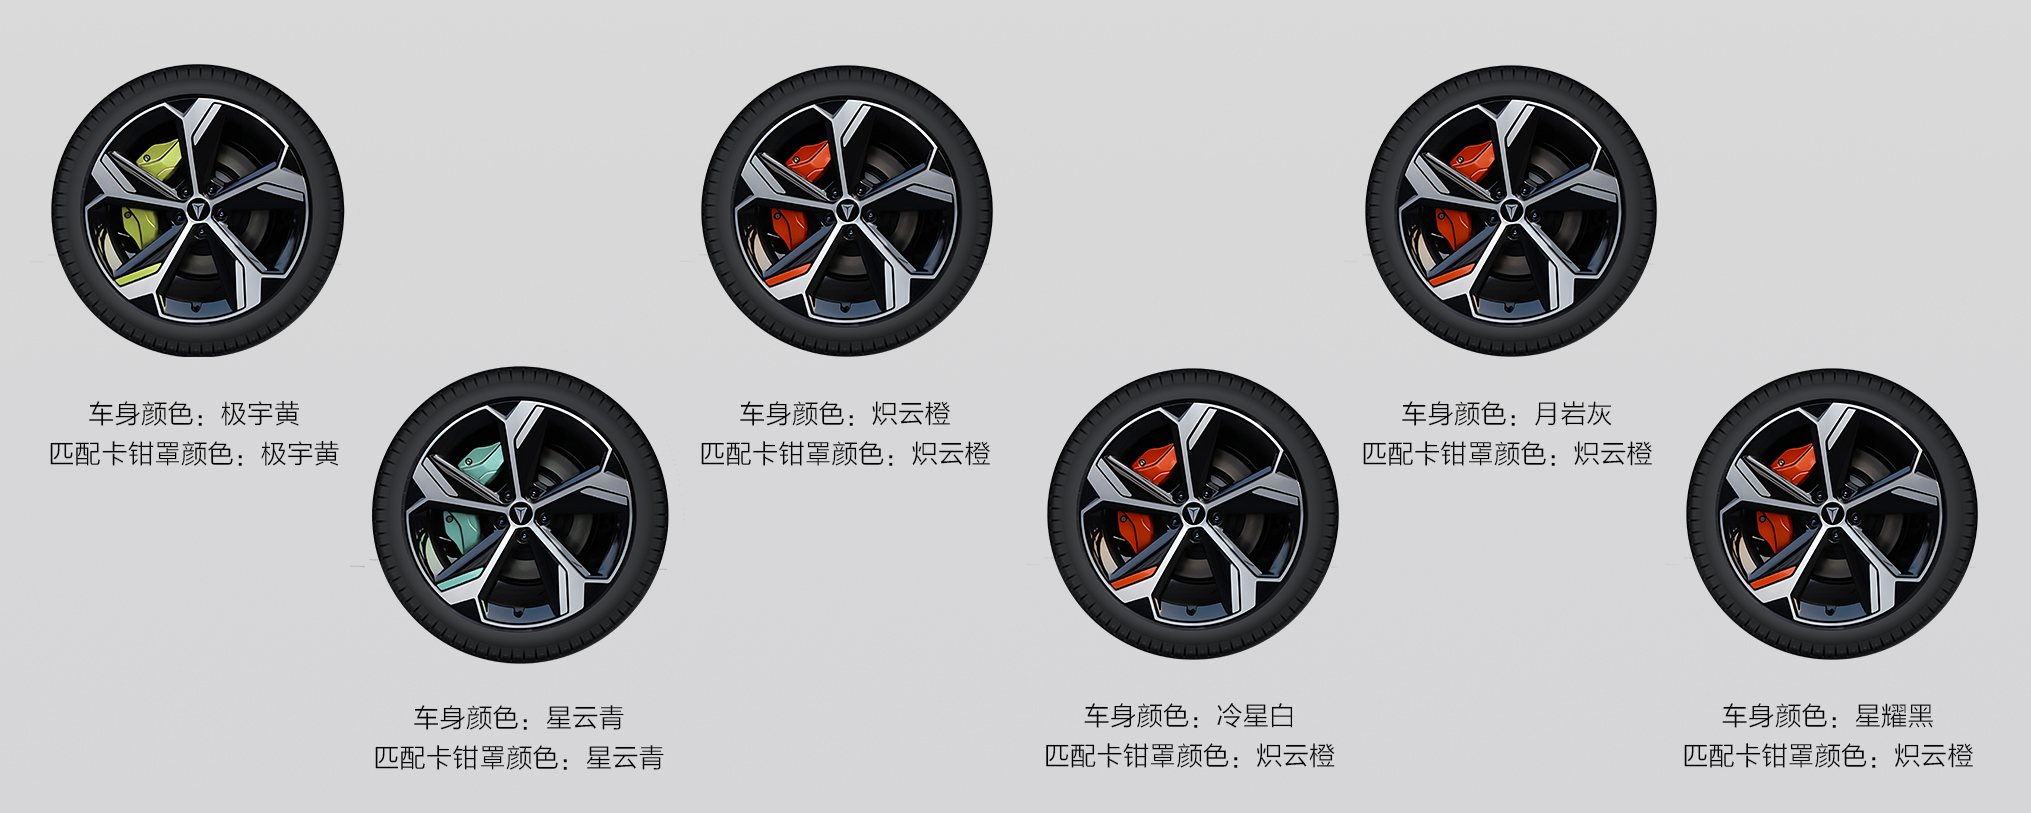 车身颜色：极宇黄
匹配卡钳罩颜色：极宇黄
车身颜色：星云青
匹配卡钳罩颜色：星云青
车身颜色：炽云橙
匹配卡钳罩颜色：炽云橙
车身颜色：冷星白
匹配卡钳罩颜色：炽云橙
车身颜色：月岩灰
匹配卡钳罩颜色：炽云橙
车身颜色：星耀黑
匹配卡钳罩颜色：炽云橙